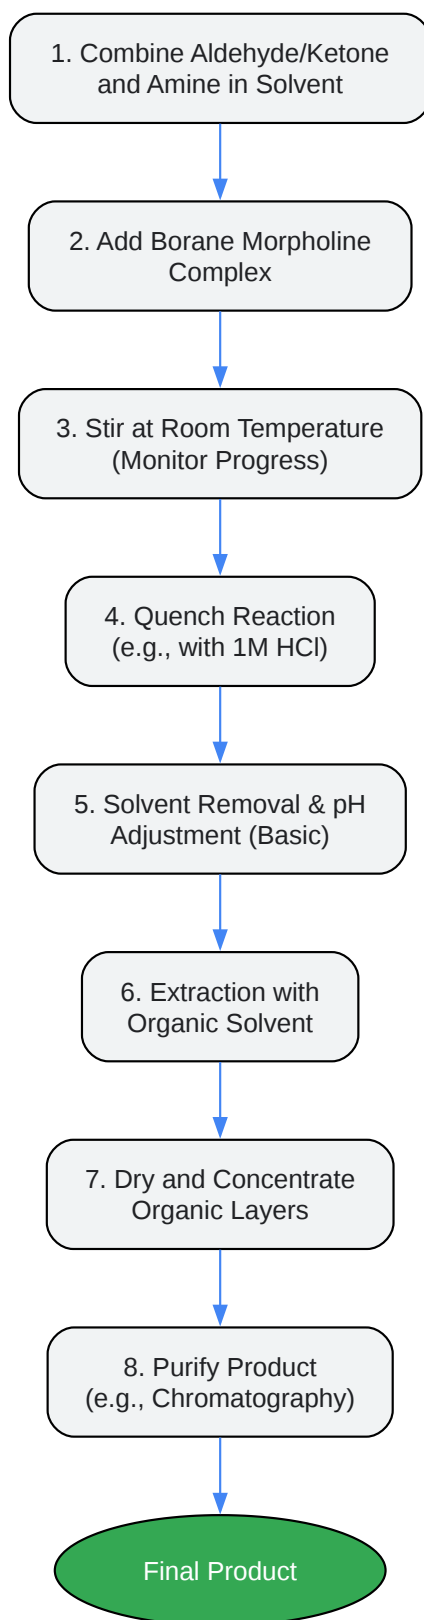 1. Combine Aldehyde/Ketone
and Amine in Solvent
2. Add Borane Morpholine
Complex
3. Stir at Room Temperature
(Monitor Progress)
4. Quench Reaction
(e.g., with 1M HCl)
5. Solvent Removal & pH
Adjustment (Basic)
6. Extraction with
Organic Solvent
7. Dry and Concentrate
Organic Layers
8. Purify Product
(e.g., Chromatography)
Final Product